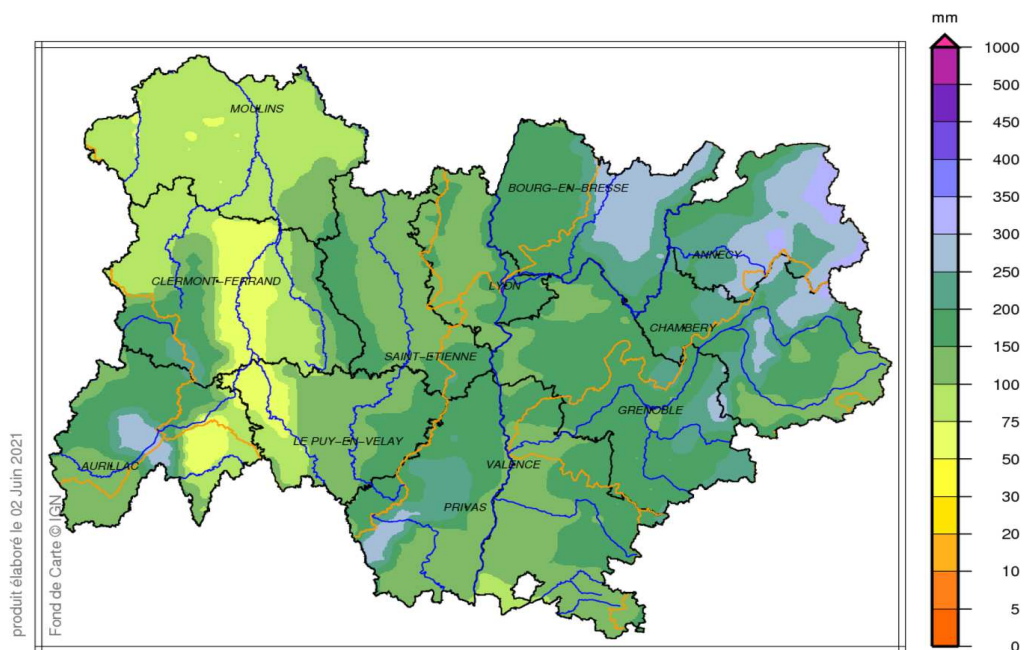 mm
1000
500
450
400
350
300
250
200
150
100
75
50
30
20
10
5
0
MOULINS
BOURG-EN-BRESSE
ANNECY
CLERMONT-FERRAND
LYON
CHAMBERY
SAINT-ETIENNE
GRENOBLE
LE PUY-EN-VELAY
AURILLAC
VALENCE
PRIVAS
produit élaboré le 02 Juin 2021
Fond de Carte © IGN